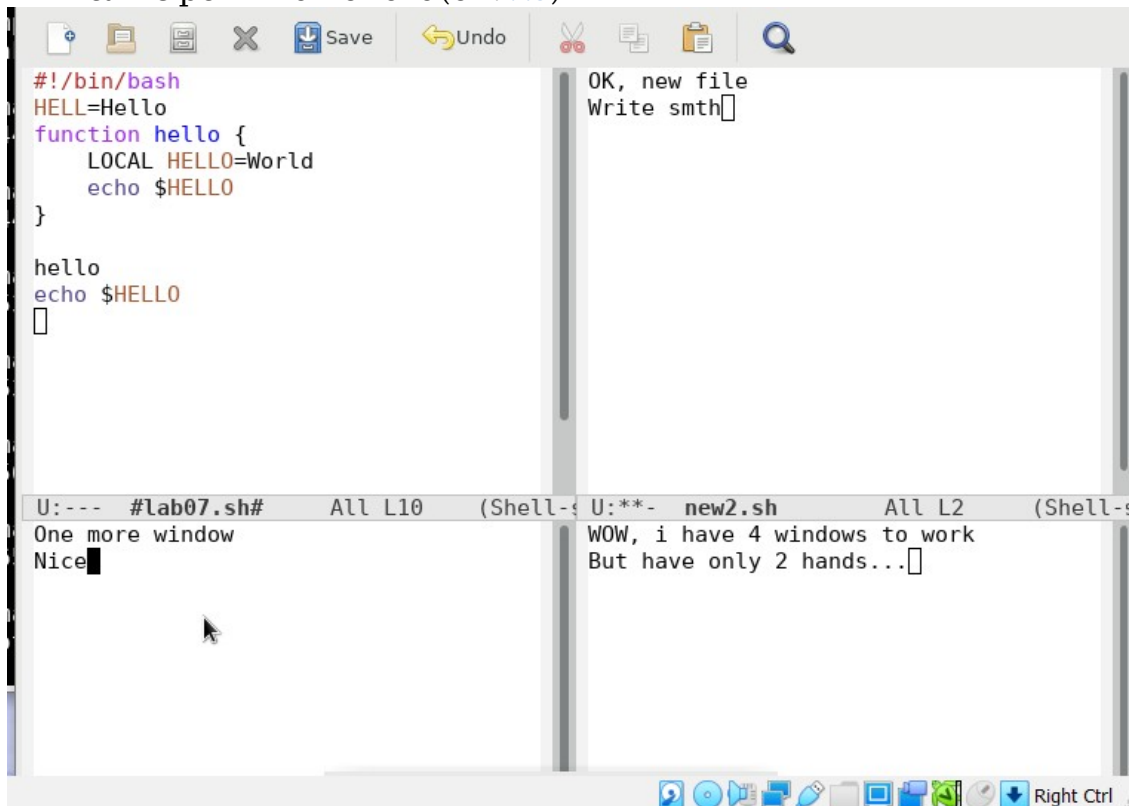 Save Undo
#!/bin/bash
HELL=Hello
function hello {
    LOCAL HELLO=World
    echo $HELLO
}
hello
echo $HELLO
U:--- #lab07.sh# All L10 (Shell-s
OK, new file
Write smth
U:**- new2.sh All L2 (Shell-s
One more window
Nice
WOW, i have 4 windows to work
But have only 2 hands...
Right Ctrl